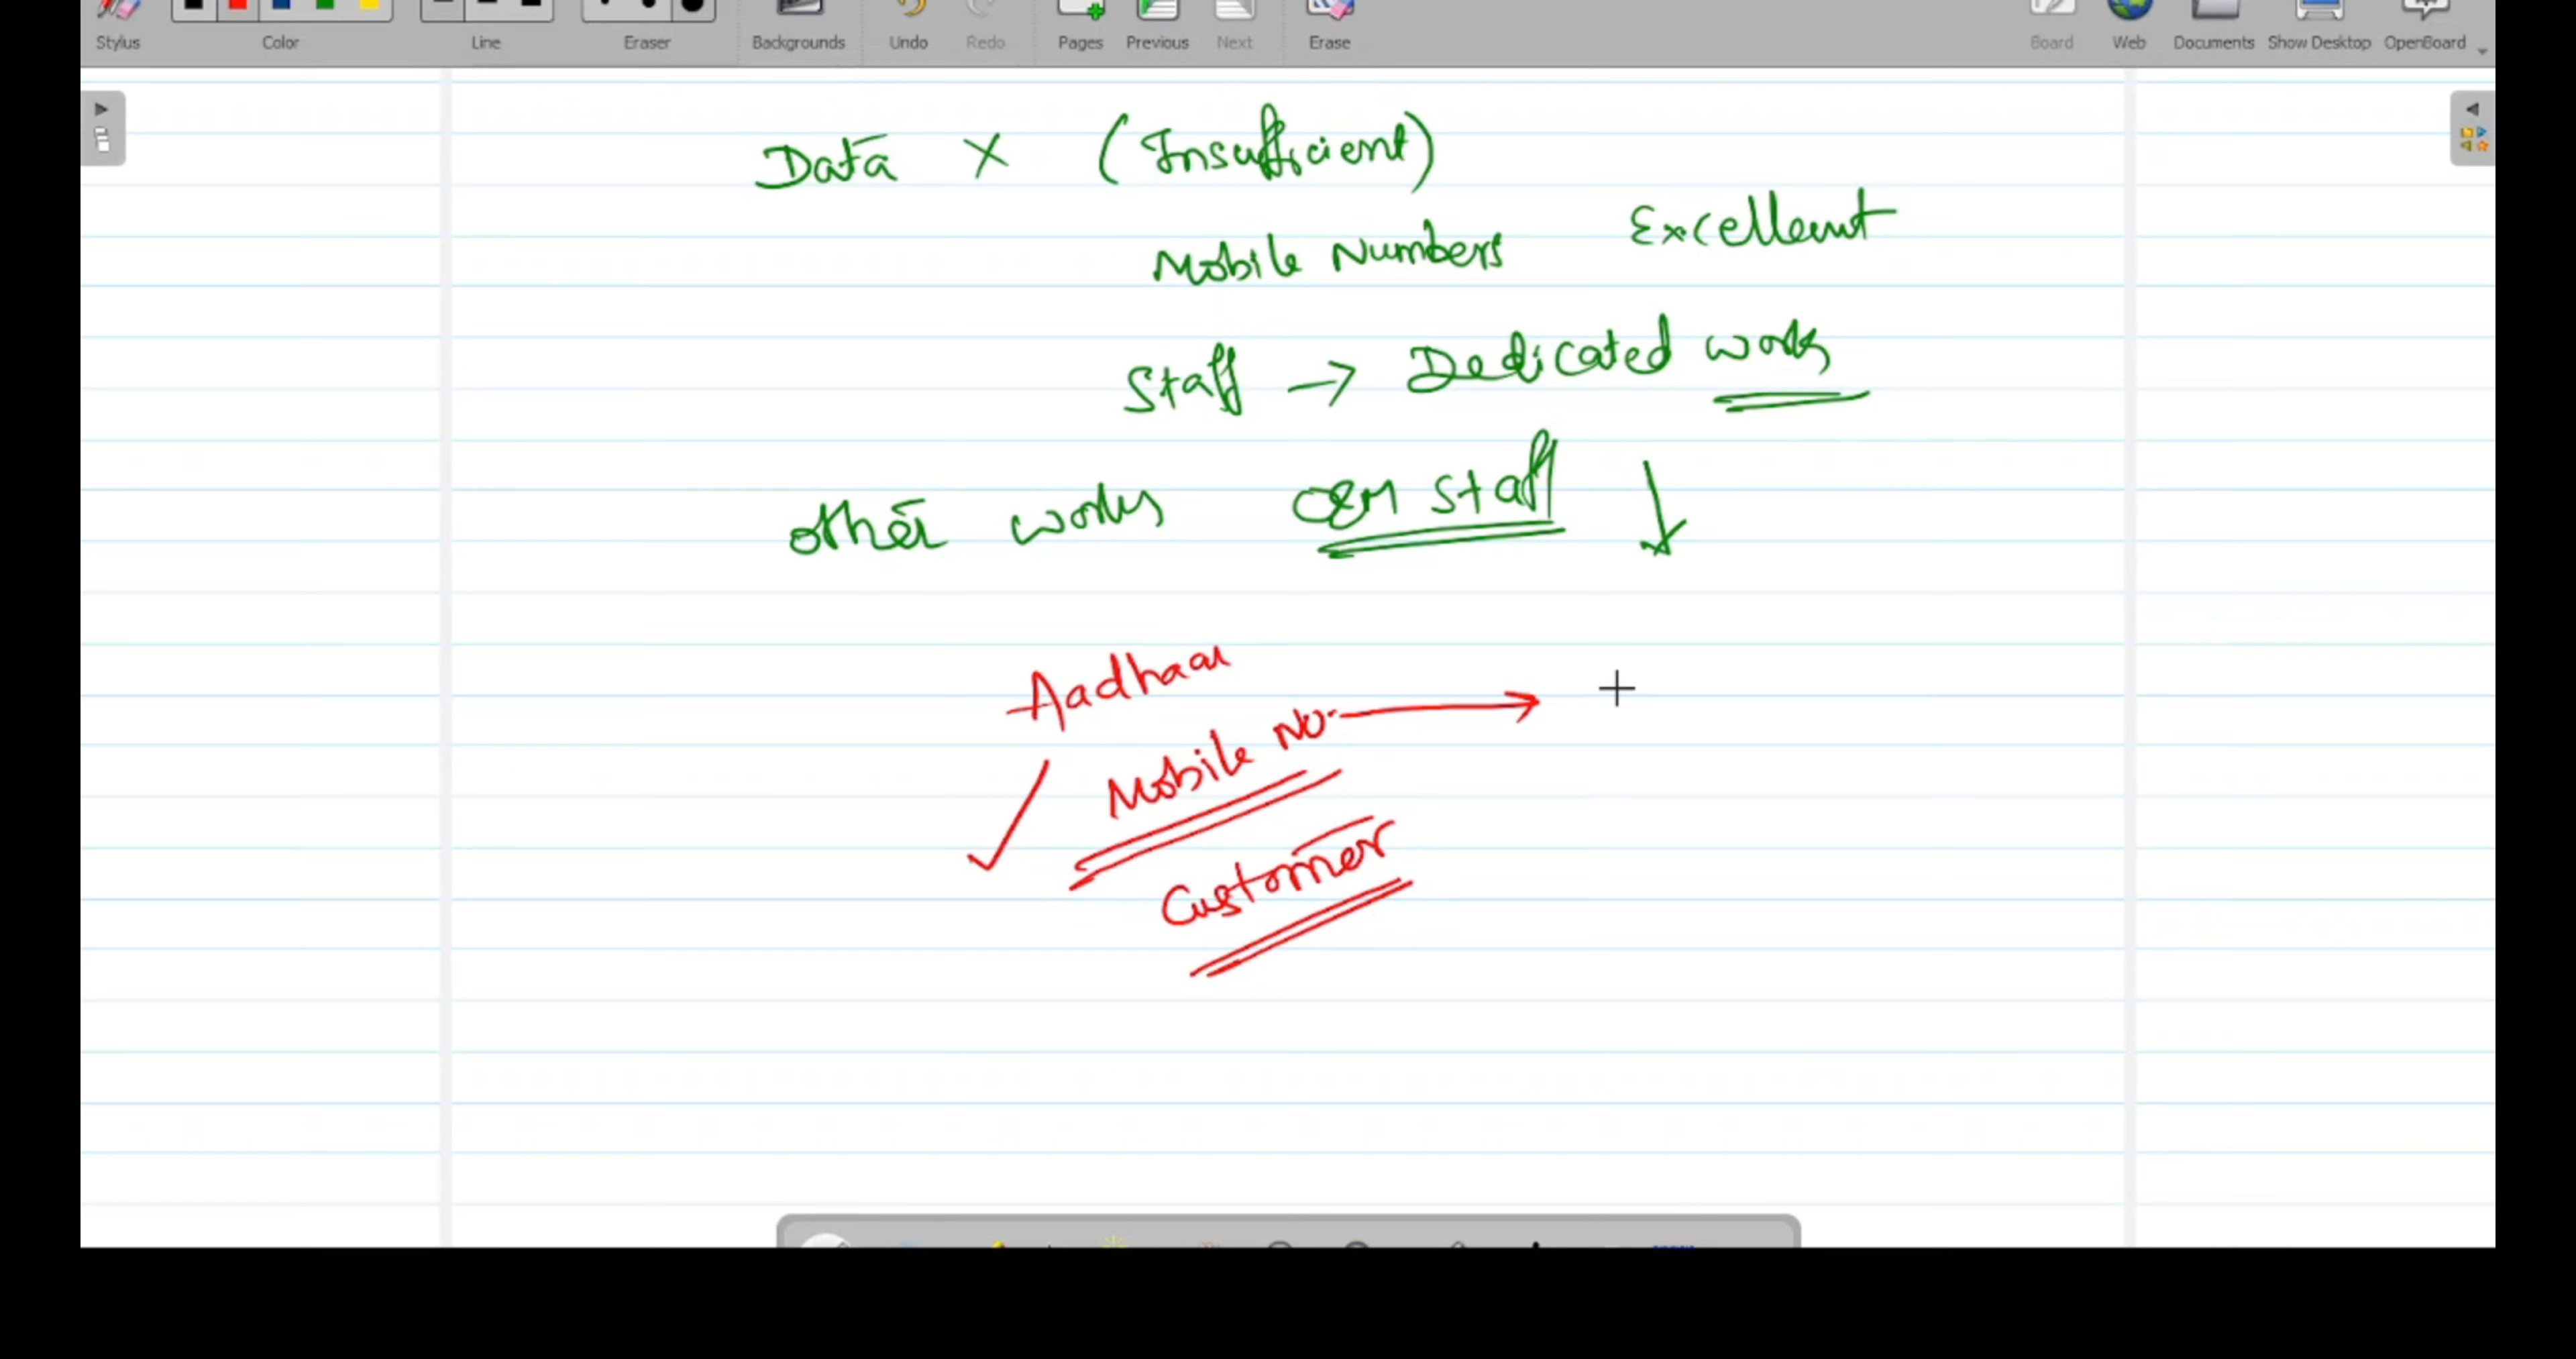 Stylus Color Line Eraser Backgrounds Undo Redo Pages Previous Next Erase Board Web Documents Show Desktop OpenBoard
Data X (Insufficient)
Mobile Numbers Excellent
Staff → Dedicated works
other works O&M Staff ↓
Aadhaar
Mobile No. →
✓
Customer